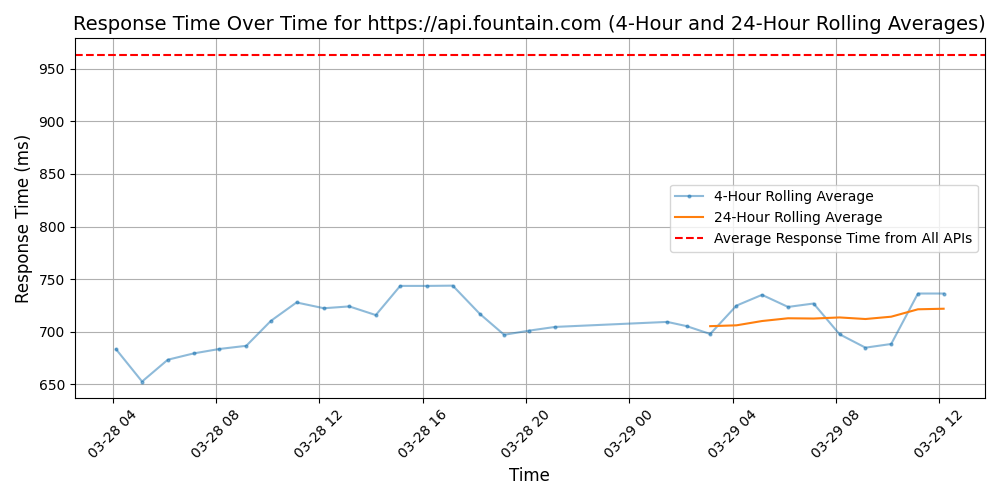 Response Time Over Time for https://api.fountain.com (4-Hour and 24-Hour Rolling Averages)
Response Time (ms)
950
900
850
800
750
700
650
4-Hour Rolling Average
24-Hour Rolling Average
Average Response Time from All APIs
03-28 04
03-28 08
03-28 12
03-28 16
03-28 20
03-29 00
03-29 04
03-29 08
03-29 12
Time